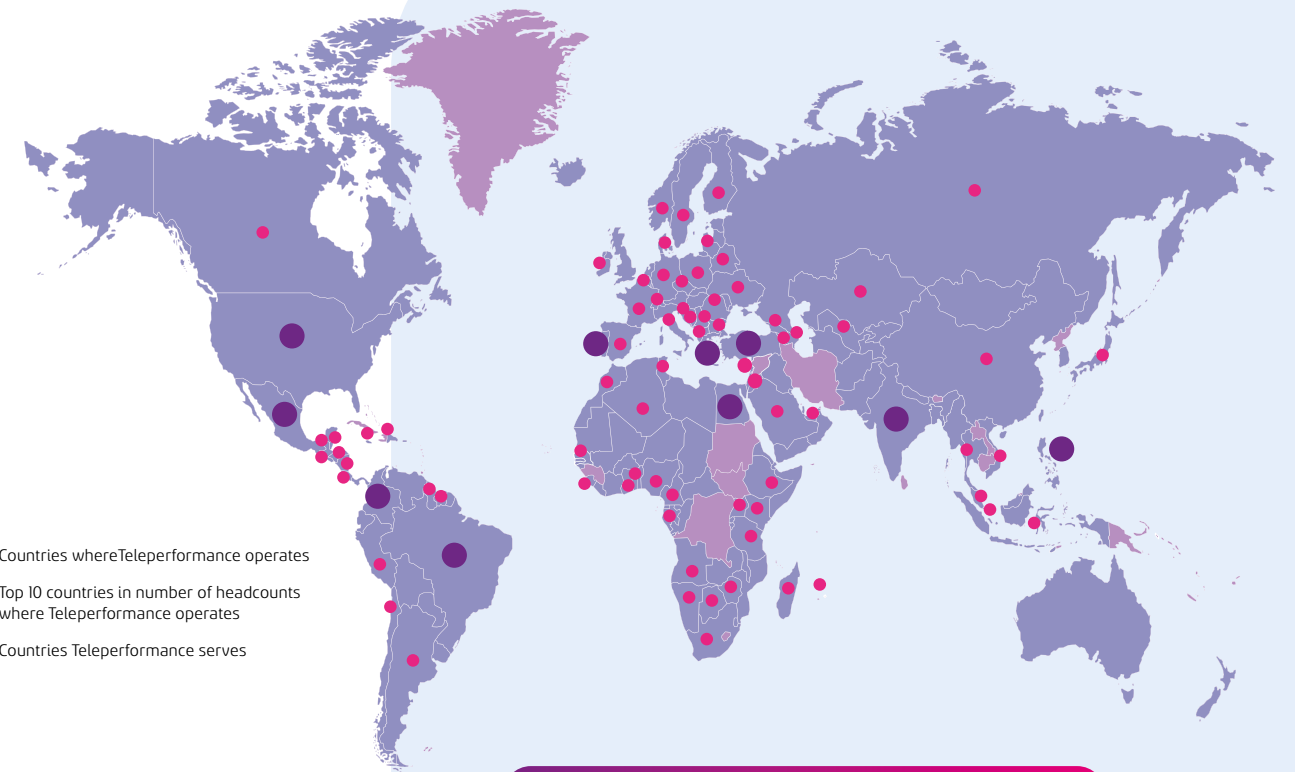 Countries whereTeleperformance operates
Top 10 countries in number of headcounts
where Teleperformance operates
Countries Teleperformance serves